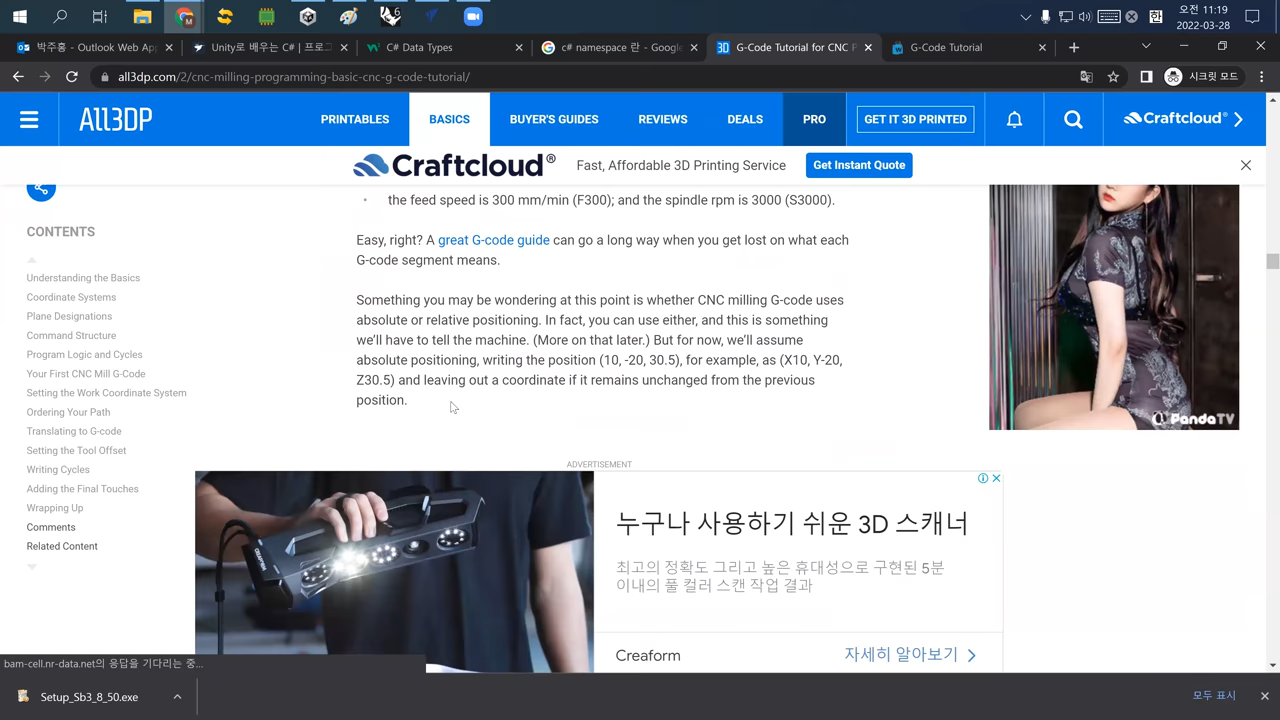 오전 11:19
한
2022-03-28
박주홍 - Outlook Web Ap
Unity로 배우는 C# | 프로그
C# Data Types
c# namespace 란 - Google
G-Code Tutorial for CNC P
G-Code Tutorial
all3dp.com/2/cnc-milling-programming-basic-cnc-g-code-tutorial/
시크릿 모드
ALL3DP
PRINTABLES
BASICS
BUYER'S GUIDES
REVIEWS
DEALS
PRO
GET IT 3D PRINTED
Craftcloud®
Craftcloud®
Fast, Affordable 3D Printing Service
Get Instant Quote
CONTENTS
Understanding the Basics
Coordinate Systems
Plane Designations
Command Structure
Program Logic and Cycles
Your First CNC Mill G-Code
Setting the Work Coordinate System
Ordering Your Path
Translating to G-code
Setting the Tool Offset
Writing Cycles
Adding the Final Touches
Wrapping Up
Comments
Related Content
• the feed speed is 300 mm/min (F300); and the spindle rpm is 3000 (S3000).
Easy, right? A great G-code guide can go a long way when you get lost on what each
G-code segment means.
Something you may be wondering at this point is whether CNC milling G-code uses
absolute or relative positioning. In fact, you can use either, and this is something
we'll have to tell the machine. (More on that later.) But for now, we'll assume
absolute positioning, writing the position (10, -20, 30.5), for example, as (X10, Y-20,
Z30.5) and leaving out a coordinate if it remains unchanged from the previous
position.
PandaTV
ADVERTISEMENT
누구나 사용하기 쉬운 3D 스캐너
최고의 정확도 그리고 높은 휴대성으로 구현된 5분
이내의 풀 컬러 스캔 작업 결과
Creaform
자세히 알아보기
bam-cell.nr-data.net의 응답을 기다리는 중...
Setup_Sb3_8_50.exe
모두 표시